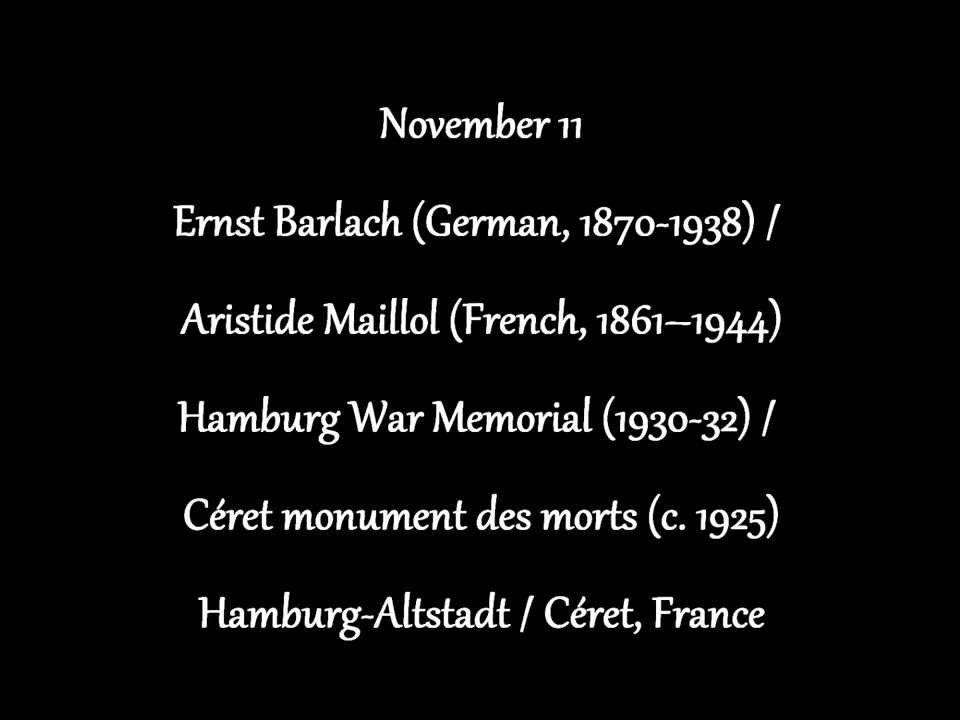 November 11
Ernst Barlach (German, 1870-1938) /
Aristide Maillol (French, 1861–1944)
Hamburg War Memorial (1930-32) /
Céret monument des morts (c. 1925)
Hamburg-Altstadt / Céret, France